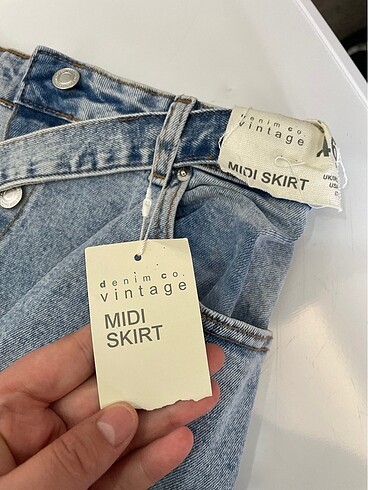 denim co.
vintage
MIDI SKIRT
denim co.
vintage
MIDI
SKIRT